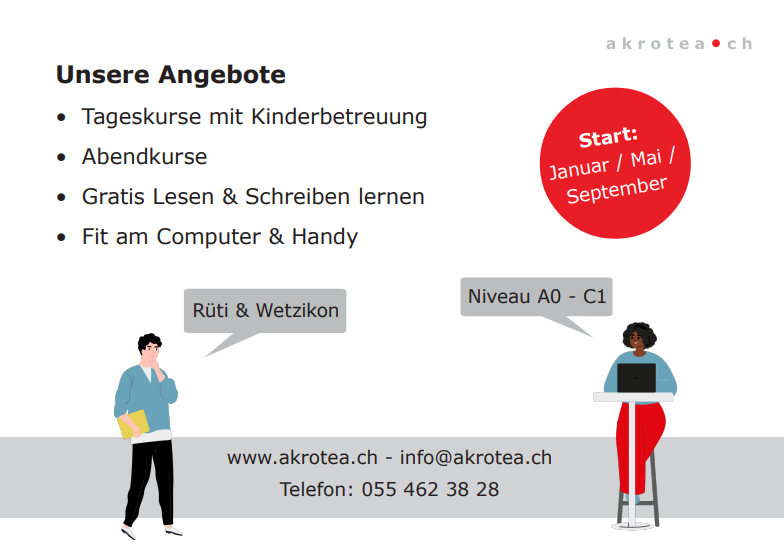 akrotea.ch
Unsere Angebote
• Tageskurse mit Kinderbetreuung
• Abendkurse
• Gratis Lesen & Schreiben lernen
• Fit am Computer & Handy
Start:
Januar / Mai /
September
Rüti & Wetzikon
Niveau A0 - C1
www.akrotea.ch - info@akrotea.ch
Telefon: 055 462 38 28